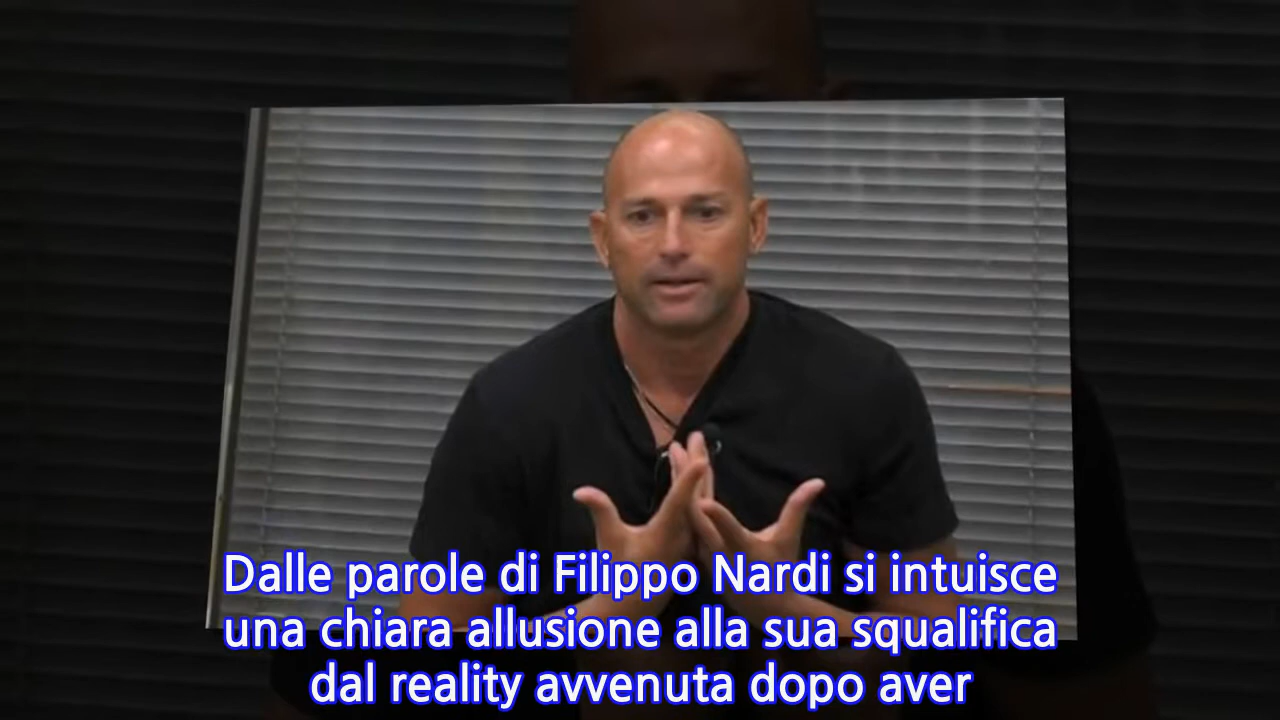 Dalle parole di Filippo Nardi si intuisce
una chiara allusione alla sua squalifica
dal reality avvenuta dopo aver